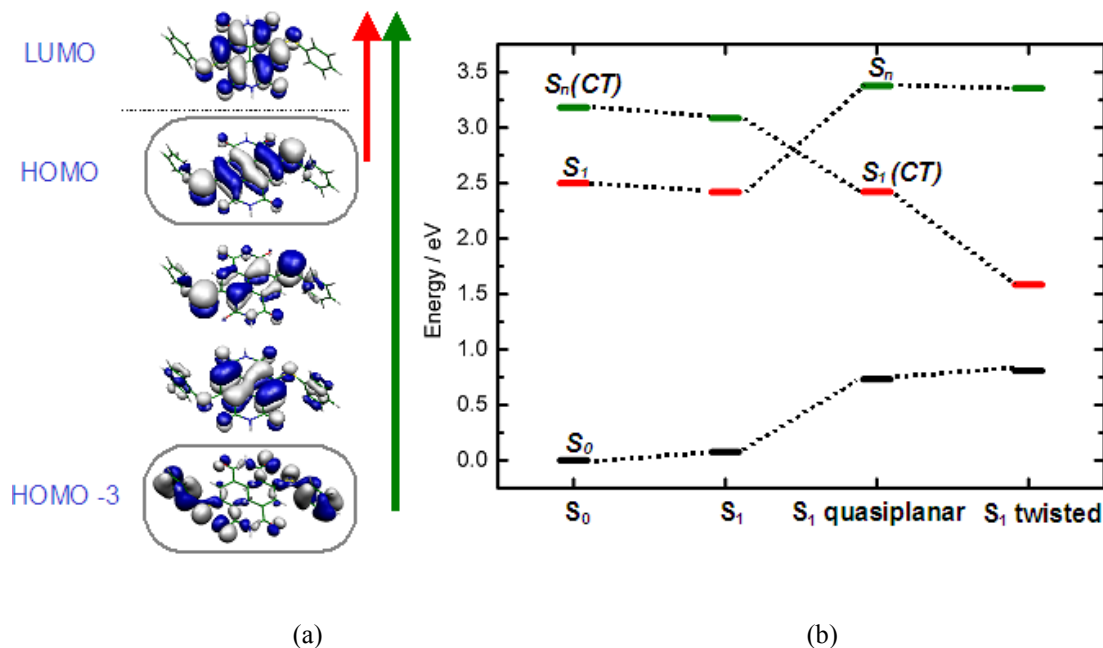 LUMO
HOMO
HOMO -3
(a)
Energy / eV
3.5
3.0
2.5
2.0
1.5
1.0
0.5
0.0
Sn(CT)
S1
S0
Sn
S1 (CT)
S0 S1 S1 quasiplanar S1 twisted
(b)